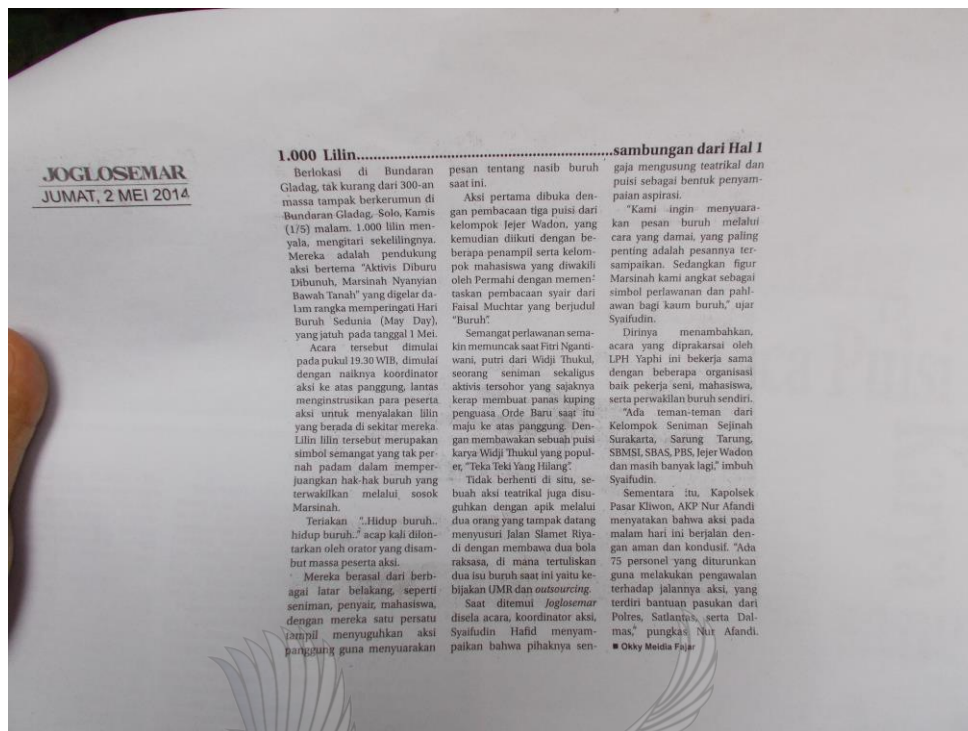 JOGLOSEMAR
JUMAT, 2 MEI 2014
1.000 Lilin..............................................................sambungan dari Hal 1
Berlokasi di Bundaran
Gladag, tak kurang dari 300-an
massa tampak berkerumun di
Bundaran Gladag, Solo, Kamis
(1/5) malam. 1.000 lilin men-
yala, mengitari sekelilingnya.
Mereka adalah pendukung
aksi bertema “Aktivis Diburu
Dibunuh, Marsinah Nyanyian
Bawah Tanah” yang digelar da-
lam rangka memperingati Hari
Buruh Sedunia (May Day),
yang jatuh pada tanggal 1 Mei.
Acara tersebut dimulai
pada pukul 19.30 WIB, dimulai
dengan naiknya koordinator
aksi ke atas panggung, lantas
menginstrusikan para peserta
aksi untuk menyalakan lilin
yang berada di sekitar mereka.
Lilin lilin tersebut merupakan
simbol semangat yang tak per-
nah padam dalam memper-
juangkan hak-hak buruh yang
terwakilkan melalui sosok
Marsinah.
Teriakan “..Hidup buruh..
hidup buruh..” acap kali dilon-
tarkan oleh orator yang disam-
but massa peserta aksi.
Mereka berasal dari berb-
agai latar belakang, seperti
seniman, penyair, mahasiswa,
dengan mereka satu persatu
tampil menyuguhkan aksi
panggung guna menyuarakan
pesan tentang nasib buruh
saat ini.
Aksi pertama dibuka den-
gan pembacaan tiga puisi dari
kelompok Jejer Wadon, yang
kemudian diikuti dengan be-
berapa penampil serta kelom-
pok mahasiswa yang diwakili
oleh Permahi dengan memen-
taskan pembacaan syair dari
Faisal Muchtar yang berjudul
“Buruh”.
Semangat perlawanan sema-
kin memuncak saat Fitri Nganti-
wani, putri dari Widji Thukul,
seorang seniman sekaligus
aktivis tersohor yang sajaknya
kerap membuat panas kuping
penguasa Orde Baru saat itu
maju ke atas panggung. Den-
gan membawakan sebuah puisi
karya Widji Thukul yang popul-
er, “Teka Teki Yang Hilang”.
Tidak berhenti di situ, se-
buah aksi teatrikal juga disu-
guhkan dengan apik melalui
dua orang yang tampak datang
menyusuri Jalan Slamet Riya-
di dengan membawa dua bola
raksasa, di mana tertuliskan
dua isu buruh saat ini yaitu ke-
bijakan UMR dan outsourcing.
Saat ditemui Joglosemar
disela acara, koordinator aksi,
Syaifudin Hafid menyam-
paikan bahwa pihaknya sen-
gaja mengusung teatrikal dan
puisi sebagai bentuk penyam-
paian aspirasi.
“Kami ingin menyuara-
kan pesan buruh melalui
cara yang damai, yang paling
penting adalah pesannya ter-
sampaikan. Sedangkan figur
Marsinah kami angkat sebagai
simbol perlawanan dan pahl-
awan bagi kaum buruh,” ujar
Syaifudin.
Dirinya menambahkan,
acara yang diprakarsai oleh
LPH Yaphi ini bekerja sama
dengan beberapa organisasi
baik pekerja seni, mahasiswa,
serta perwakilan buruh sendiri.
“Ada teman-teman dari
Kelompok Seniman Sejinah
Surakarta, Sarung Tarung,
SBMSI, SBAS, PBS, Jejer Wadon
dan masih banyak lagi,” imbuh
Syaifudin.
Sementara itu, Kapolsek
Pasar Kliwon, AKP Nur Afandi
menyatakan bahwa aksi pada
malam hari ini berjalan den-
gan aman dan kondusif. “Ada
75 personel yang diturunkan
guna melakukan pengawalan
terhadap jalannya aksi, yang
terdiri bantuan pasukan dari
Polres, Satlantas, serta Dal-
mas,” pungkas Nur Afandi.
■ Okky Meidia Fajar